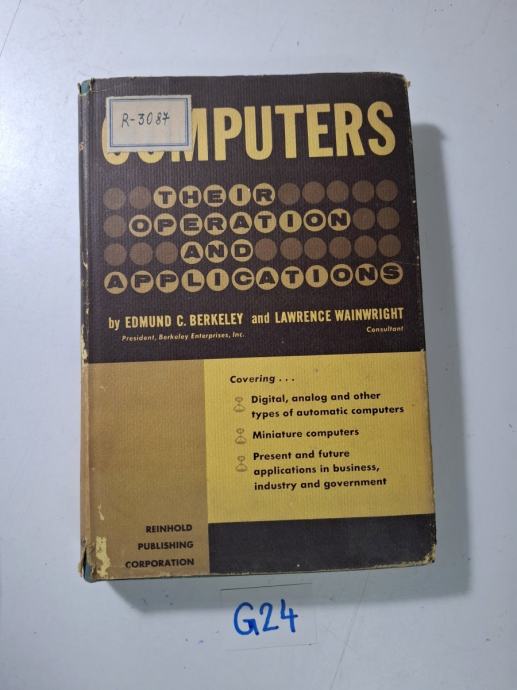 R-3087
COMPUTERS
THEIR
OPERATION
AND
APPLICATIONS
by EDMUND C. BERKELEY and LAWRENCE WAINWRIGHT
President, Berkeley Enterprises, Inc. Consultant
Covering . . .
Digital, analog and other
types of automatic computers
Miniature computers
Present and future
applications in business,
industry and government
REINHOLD
PUBLISHING
CORPORATION
G24